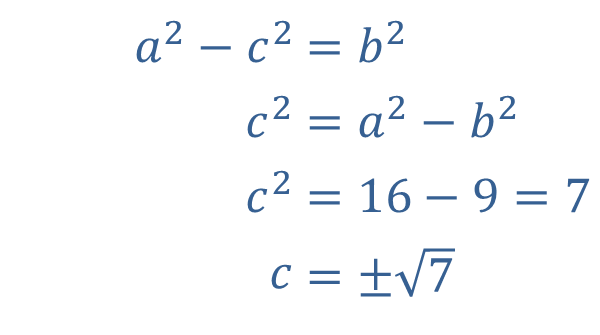 a² − c² = b²
c² = a² − b²
c² = 16 − 9 = 7
c = ±√7